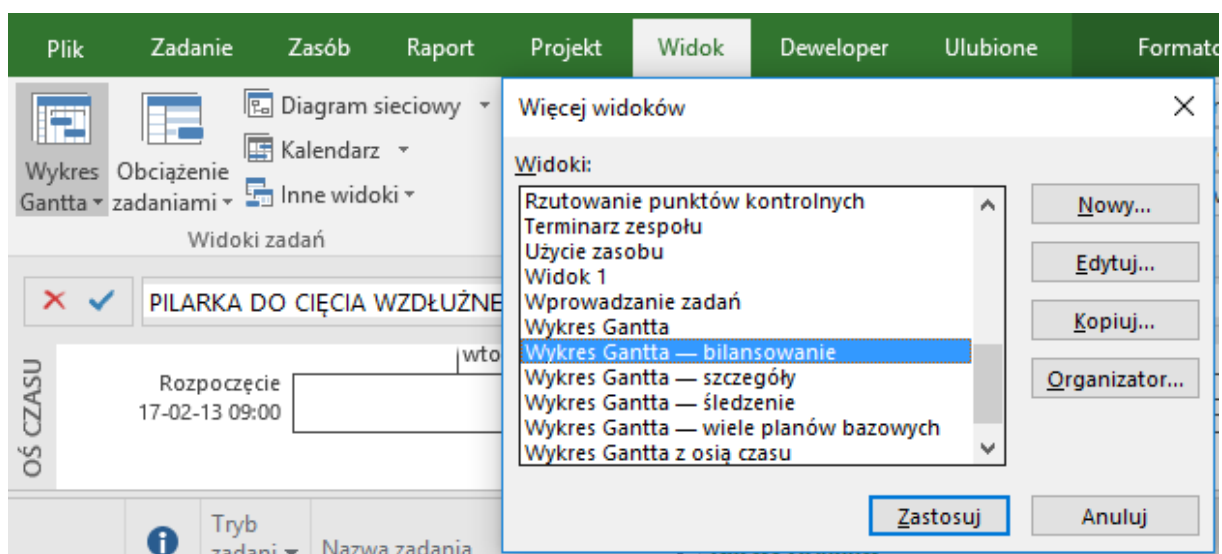 Plik Zadanie Zasób Raport Projekt Widok Deweloper Ulubione
Wykres Gantta
Obciążenie zadaniami
Diagram sieciowy
Kalendarz
Inne widoki
Widoki zadań
PILARKA DO CIĘCIA WZDŁUŻNE
wto
OŚ CZASU
Rozpoczęcie
17-02-13 09:00
Tryb
Nazwa zadania
Więcej widoków
Widoki:
Rzutowanie punktów kontrolnych
Terminarz zespołu
Użycie zasobu
Widok 1
Wprowadzanie zadań
Wykres Gantta
Wykres Gantta — bilansowanie
Wykres Gantta — szczegóły
Wykres Gantta — śledzenie
Wykres Gantta — wiele planów bazowych
Wykres Gantta z osią czasu
Nowy...
Edytuj...
Kopiuj...
Organizator...
Zastosuj
Anuluj